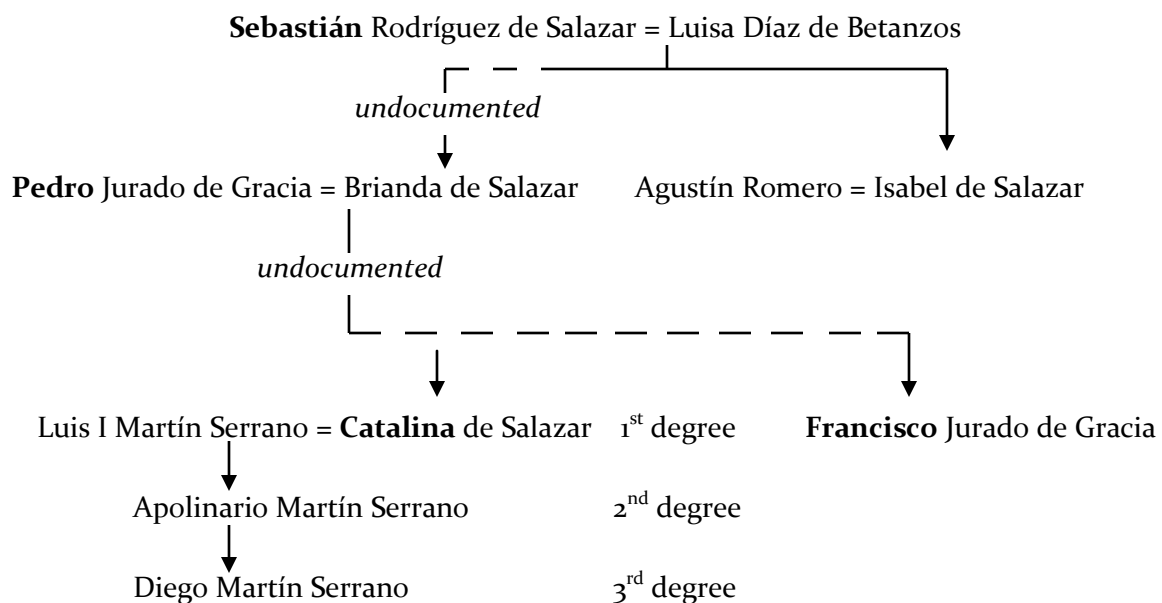 Sebastián Rodríguez de Salazar = Luisa Díaz de Betanzos
undocumented
Pedro Jurado de Gracia = Brianda de Salazar Agustín Romero = Isabel de Salazar
undocumented
Luis I Martín Serrano = Catalina de Salazar 1st degree Francisco Jurado de Gracia
Apolinario Martín Serrano 2nd degree
Diego Martín Serrano 3rd degree